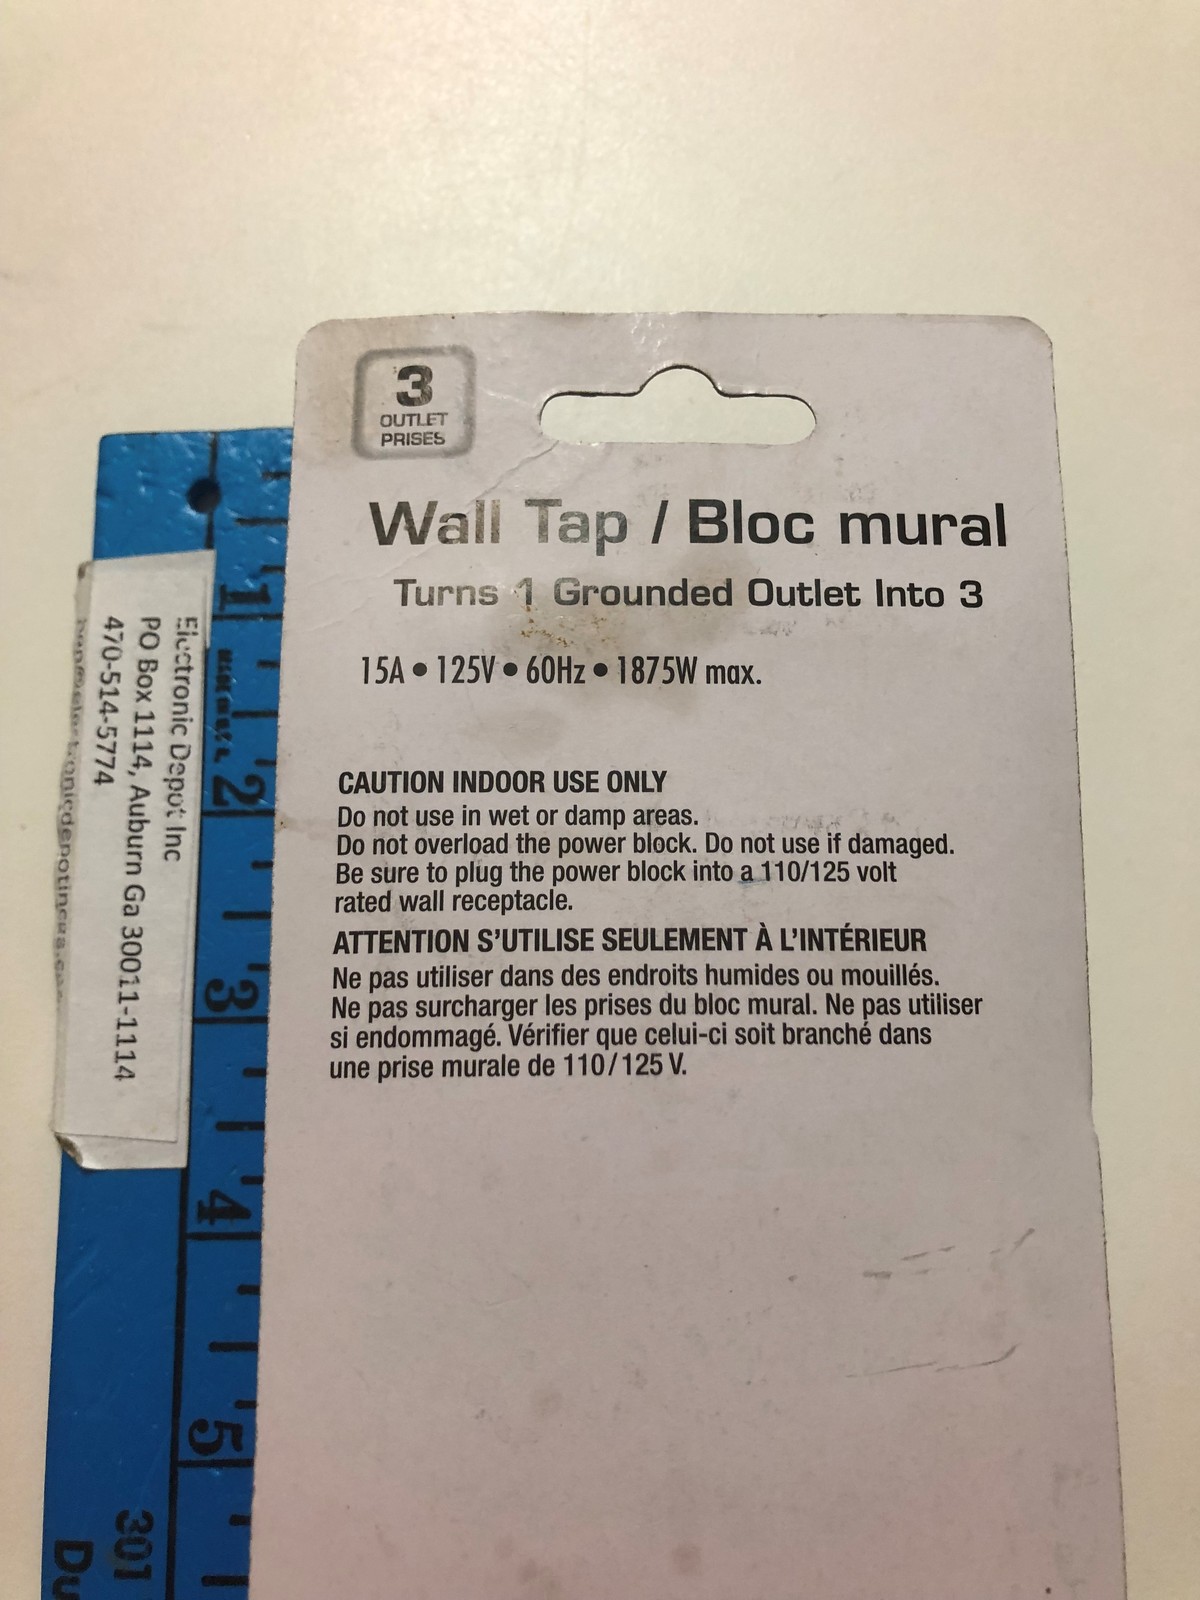 3
OUTLET
PRISES
Wall Tap / Bloc mural
Turns 1 Grounded Outlet Into 3
15A • 125V • 60Hz • 1875W max.
CAUTION INDOOR USE ONLY
Do not use in wet or damp areas.
Do not overload the power block. Do not use if damaged.
Be sure to plug the power block into a 110/125 volt
rated wall receptacle.
ATTENTION S'UTILISE SEULEMENT À L'INTÉRIEUR
Ne pas utiliser dans des endroits humides ou mouillés.
Ne pas surcharger les prises du bloc mural. Ne pas utiliser
si endommagé. Vérifier que celui-ci soit branché dans
une prise murale de 110/125 V.
Electronic Depot Inc
PO Box 1114, Auburn Ga 30011-1114
470-514-5774
1
MADE IN U.S.A.
2
3
4
5
301
Du